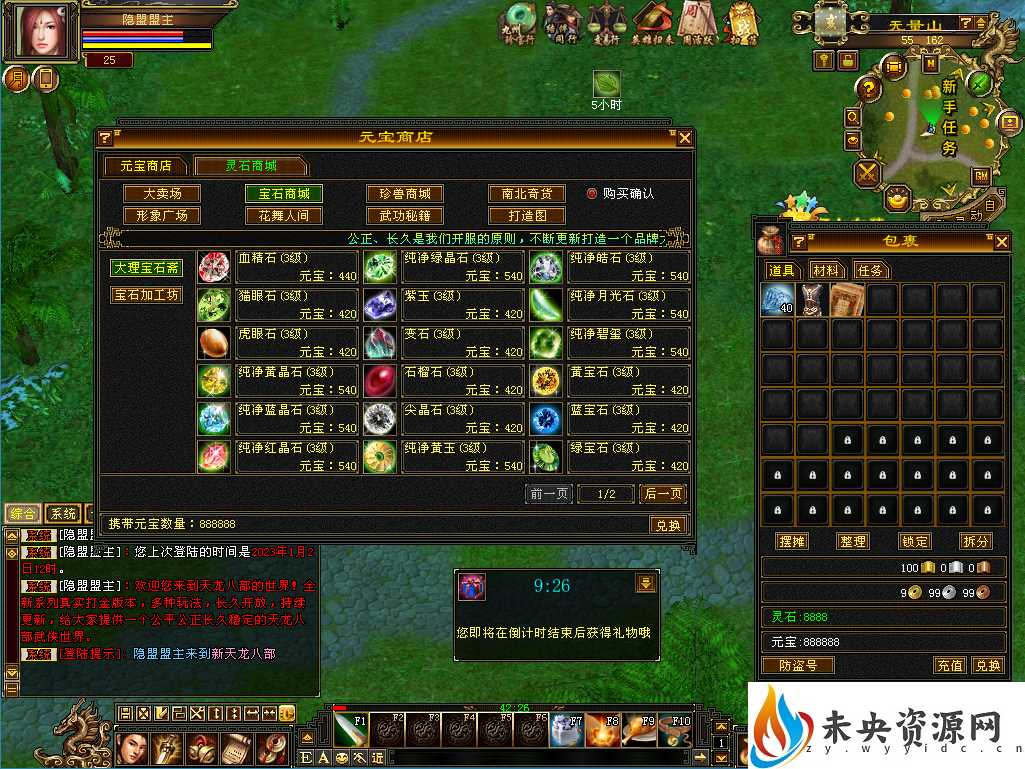 隐盟盟主
25
5小时
无量山
55 162
新手任务
N
GM
元宝商店
元宝商店
灵石商城
大卖场
宝石商城
珍兽商城
南北奇货
购买确认
形象广场
花舞人间
武功秘籍
打造图
公正、长久是我们开服的原则，不断更新打造一个品牌
大理宝石斋
宝石加工坊
血精石(3级)
元宝：440
纯净绿晶石(3级)
元宝：540
纯净皓石(3级)
元宝：540
猫眼石(3级)
元宝：420
紫玉(3级)
元宝：420
纯净月光石(3级)
元宝：540
虎眼石(3级)
元宝：420
变石(3级)
元宝：420
纯净碧玺(3级)
元宝：540
纯净黄晶石(3级)
元宝：540
石榴石(3级)
元宝：420
黄宝石(3级)
元宝：420
纯净蓝晶石(3级)
元宝：540
尖晶石(3级)
元宝：420
蓝宝石(3级)
元宝：420
纯净红晶石(3级)
元宝：540
纯净黄玉(3级)
元宝：540
绿宝石(3级)
元宝：420
前一页
1/2
后一页
携带元宝数量：888888
兑换
包裹
道具
材料
任务
40
摆摊
整理
锁定
拆分
100 0 0
9 99 99
灵石:8888
元宝:888888
防盗号
充值
兑换
综合
系统
系统 [隐盟盟主]：您上次登陆的时间是2023年1月2
日12时。
系统 [隐盟盟主]：欢迎您来到天龙八部的世界！全
新系列真实打金版本，多种玩法，长久开放，持续
更新，给大家提供一个公平公正长久稳定的天龙八
部武侠世界。
系统 [登陆提示]：隐盟盟主来到新天龙八部
9:26
您即将在倒计时结束后获得礼物哦
42:26
F1
F2
F3
F4
F5
F6
F7
F8
F9
F10
1
未央资源网
zy.wyyidc.cn